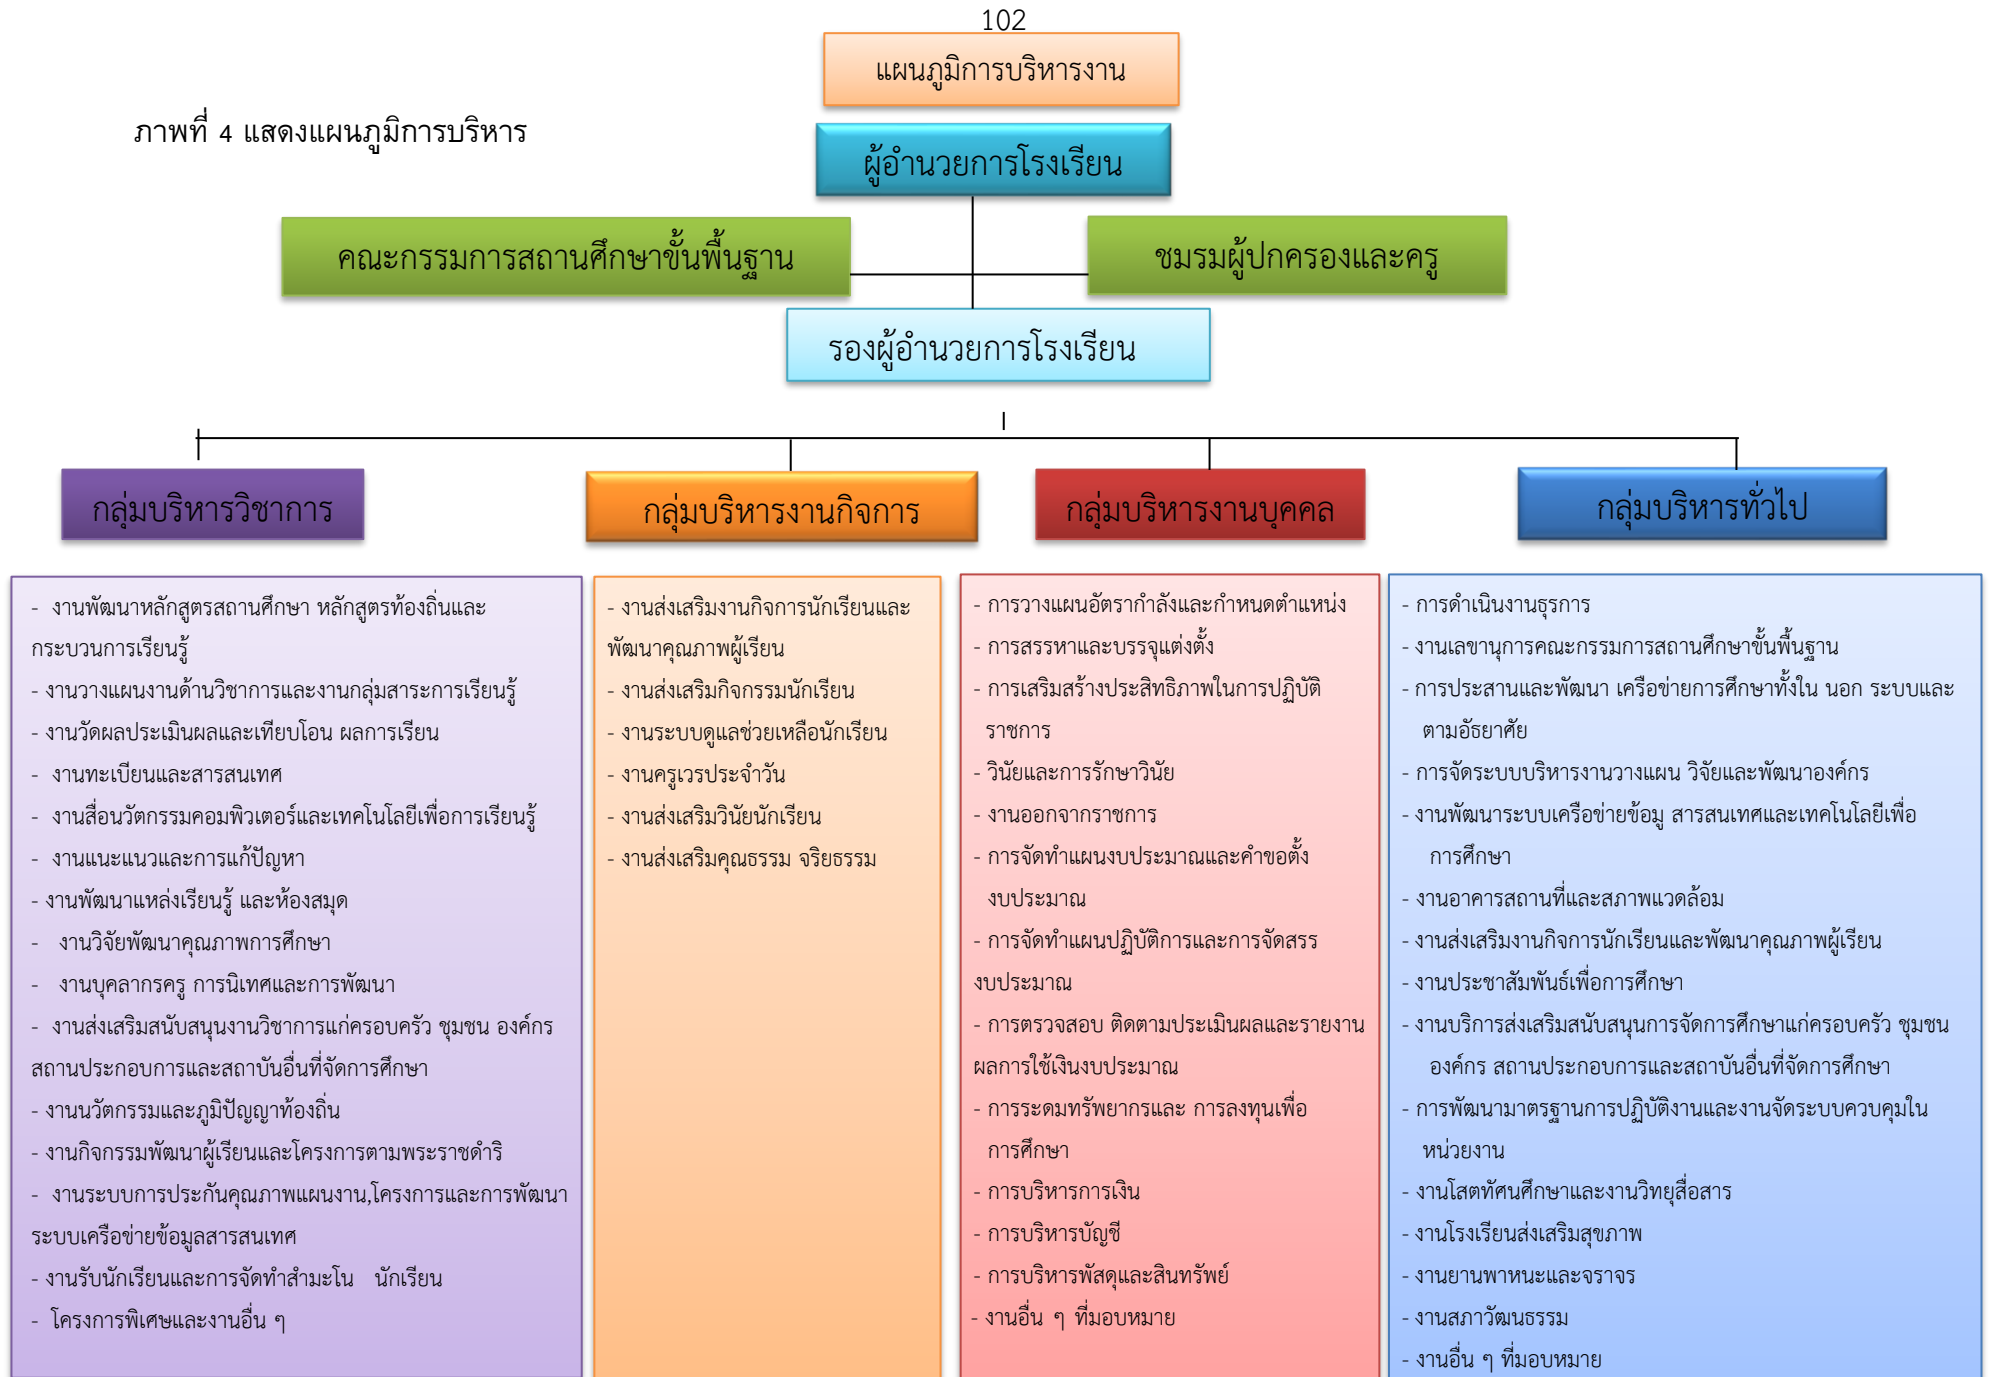 102
แผนภูมิการบริหารงาน
ภาพที่ 4 แสดงแผนภูมิการบริหาร
ผู้อำนวยการโรงเรียน
คณะกรรมการสถานศึกษาขั้นพื้นฐาน
ชมรมผู้ปกครองและครู
รองผู้อำนวยการโรงเรียน
กลุ่มบริหารวิชาการ
กลุ่มบริหารงานกิจการ
กลุ่มบริหารงานบุคคล
กลุ่มบริหารทั่วไป
- งานพัฒนาหลักสูตรสถานศึกษา หลักสูตรท้องถิ่นและ
กระบวนการเรียนรู้
- งานวางแผนงานด้านวิชาการและงานกลุ่มสาระการเรียนรู้
- งานวัดผลประเมินผลและเทียบโอน ผลการเรียน
- งานทะเบียนและสารสนเทศ
- งานสื่อนวัตกรรมคอมพิวเตอร์และเทคโนโลยีเพื่อการเรียนรู้
- งานแนะแนวและการแก้ปัญหา
- งานพัฒนาแหล่งเรียนรู้ และห้องสมุด
- งานวิจัยพัฒนาคุณภาพการศึกษา
- งานบุคลากรครู การนิเทศและการพัฒนา
- งานส่งเสริมสนับสนุนงานวิชาการแก่ครอบครัว ชุมชน องค์กร
สถานประกอบการและสถาบันอื่นที่จัดการศึกษา
- งานนวัตกรรมและภูมิปัญญาท้องถิ่น
- งานกิจกรรมพัฒนาผู้เรียนและโครงการตามพระราชดำริ
- งานระบบการประกันคุณภาพแผนงาน,โครงการและการพัฒนา
ระบบเครือข่ายข้อมูลสารสนเทศ
- งานรับนักเรียนและการจัดทำสำมะโน นักเรียน
- โครงการพิเศษและงานอื่น ๆ
- งานส่งเสริมงานกิจการนักเรียนและ
พัฒนาคุณภาพผู้เรียน
- งานส่งเสริมกิจกรรมนักเรียน
- งานระบบดูแลช่วยเหลือนักเรียน
- งานครูเวรประจำวัน
- งานส่งเสริมวินัยนักเรียน
- งานส่งเสริมคุณธรรม จริยธรรม
- การวางแผนอัตรากำลังและกำหนดตำแหน่ง
- การสรรหาและบรรจุแต่งตั้ง
- การเสริมสร้างประสิทธิภาพในการปฏิบัติ
ราชการ
- วินัยและการรักษาวินัย
- งานออกจากราชการ
- การจัดทำแผนงบประมาณและคำขอตั้ง
งบประมาณ
- การจัดทำแผนปฏิบัติการและการจัดสรร
งบประมาณ
- การตรวจสอบ ติดตามประเมินผลและรายงาน
ผลการใช้เงินงบประมาณ
- การระดมทรัพยากรและ การลงทุนเพื่อ
การศึกษา
- การบริหารการเงิน
- การบริหารบัญชี
- การบริหารพัสดุและสินทรัพย์
- งานอื่น ๆ ที่มอบหมาย
- การดำเนินงานธุรการ
- งานเลขานุการคณะกรรมการสถานศึกษาขั้นพื้นฐาน
- การประสานและพัฒนา เครือข่ายการศึกษาทั้งใน นอก ระบบและ
ตามอัธยาศัย
- การจัดระบบบริหารงานวางแผน วิจัยและพัฒนาองค์กร
- งานพัฒนาระบบเครือข่ายข้อมู สารสนเทศและเทคโนโลยีเพื่อ
การศึกษา
- งานอาคารสถานที่และสภาพแวดล้อม
- งานส่งเสริมงานกิจการนักเรียนและพัฒนาคุณภาพผู้เรียน
- งานประชาสัมพันธ์เพื่อการศึกษา
- งานบริการส่งเสริมสนับสนุนการจัดการศึกษาแก่ครอบครัว ชุมชน
องค์กร สถานประกอบการและสถาบันอื่นที่จัดการศึกษา
- การพัฒนามาตรฐานการปฏิบัติงานและงานจัดระบบควบคุมใน
หน่วยงาน
- งานโสตทัศนศึกษาและงานวิทยุสื่อสาร
- งานโรงเรียนส่งเสริมสุขภาพ
- งานยานพาหนะและจราจร
- งานสภาวัฒนธรรม
- งานอื่น ๆ ที่มอบหมาย